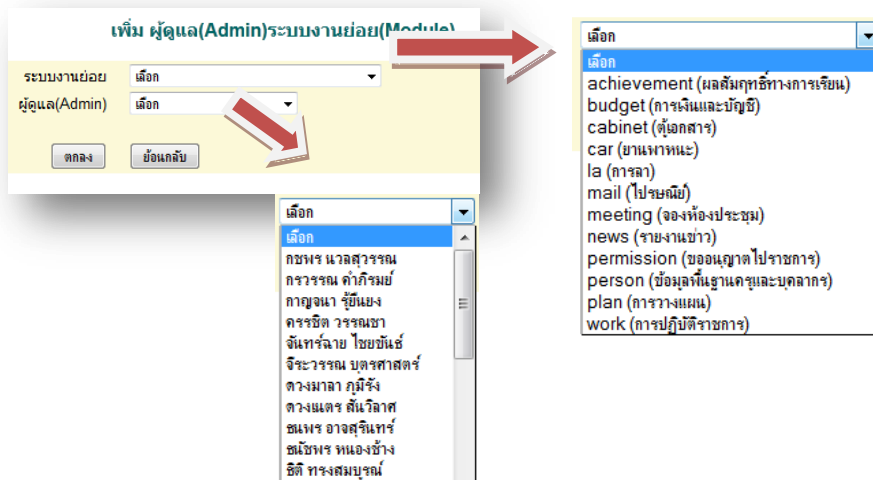 เพิ่ม ผู้ดูแล(Admin)ระบบงานย่อย(Module)
ระบบงานย่อย เลือก
ผู้ดูแล(Admin) เลือก
ตกลง ย้อนกลับ
เลือก
เลือก
achievement (ผลสัมฤทธิ์ทางการเรียน)
budget (การเงินและบัญชี)
cabinet (ตู้เอกสาร)
car (ยานพาหนะ)
la (การลา)
mail (ไปรษณีย์)
meeting (จองห้องประชุม)
news (รายงานข่าว)
permission (ขออนุญาตไปราชการ)
person (ข้อมูลพื้นฐานครูและบุคลากร)
plan (การวางแผน)
work (การปฏิบัติราชการ)
เลือก
เลือก
กชพร นวลสุวรรณ
กรวรรณ คำภิรมย์
กาญจนา รู้ยืนยง
ครรชิต วรรณชา
จันทร์ฉาย ไชยขันธ์
จีระวรรณ บุตรศาสตร์
ดวงมาลา ภูมิรัง
ดวงเนตร สันวิลาศ
ธนพร อาจสุรินทร์
ธนัชพร หนองช้าง
ธิติ ทรงสมบูรณ์